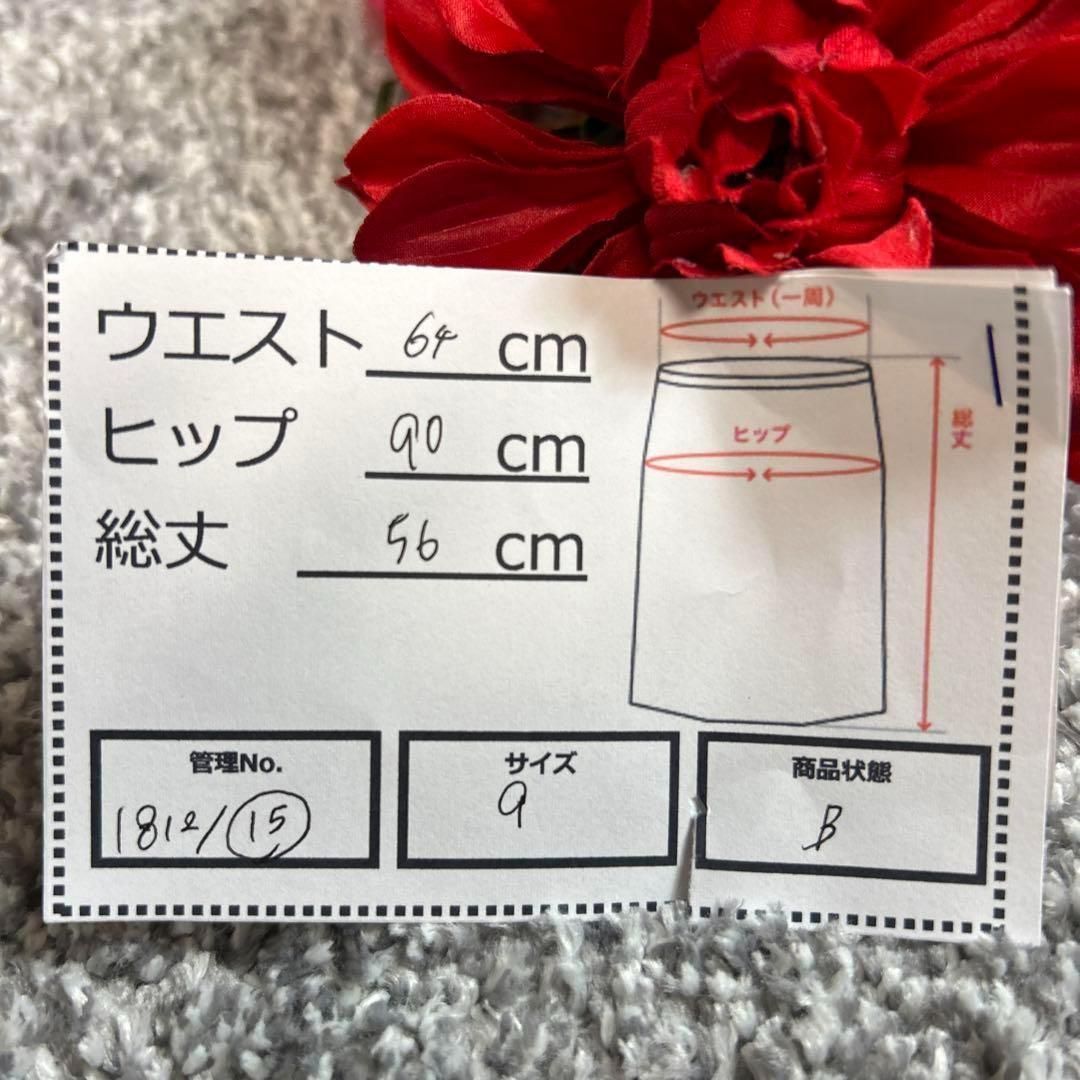 ウエスト 64 cm
ヒップ 90 cm
総丈 56 cm
ウエスト(一周)
ヒップ
総丈
管理No.
1812/15
サイズ
9
商品状態
B